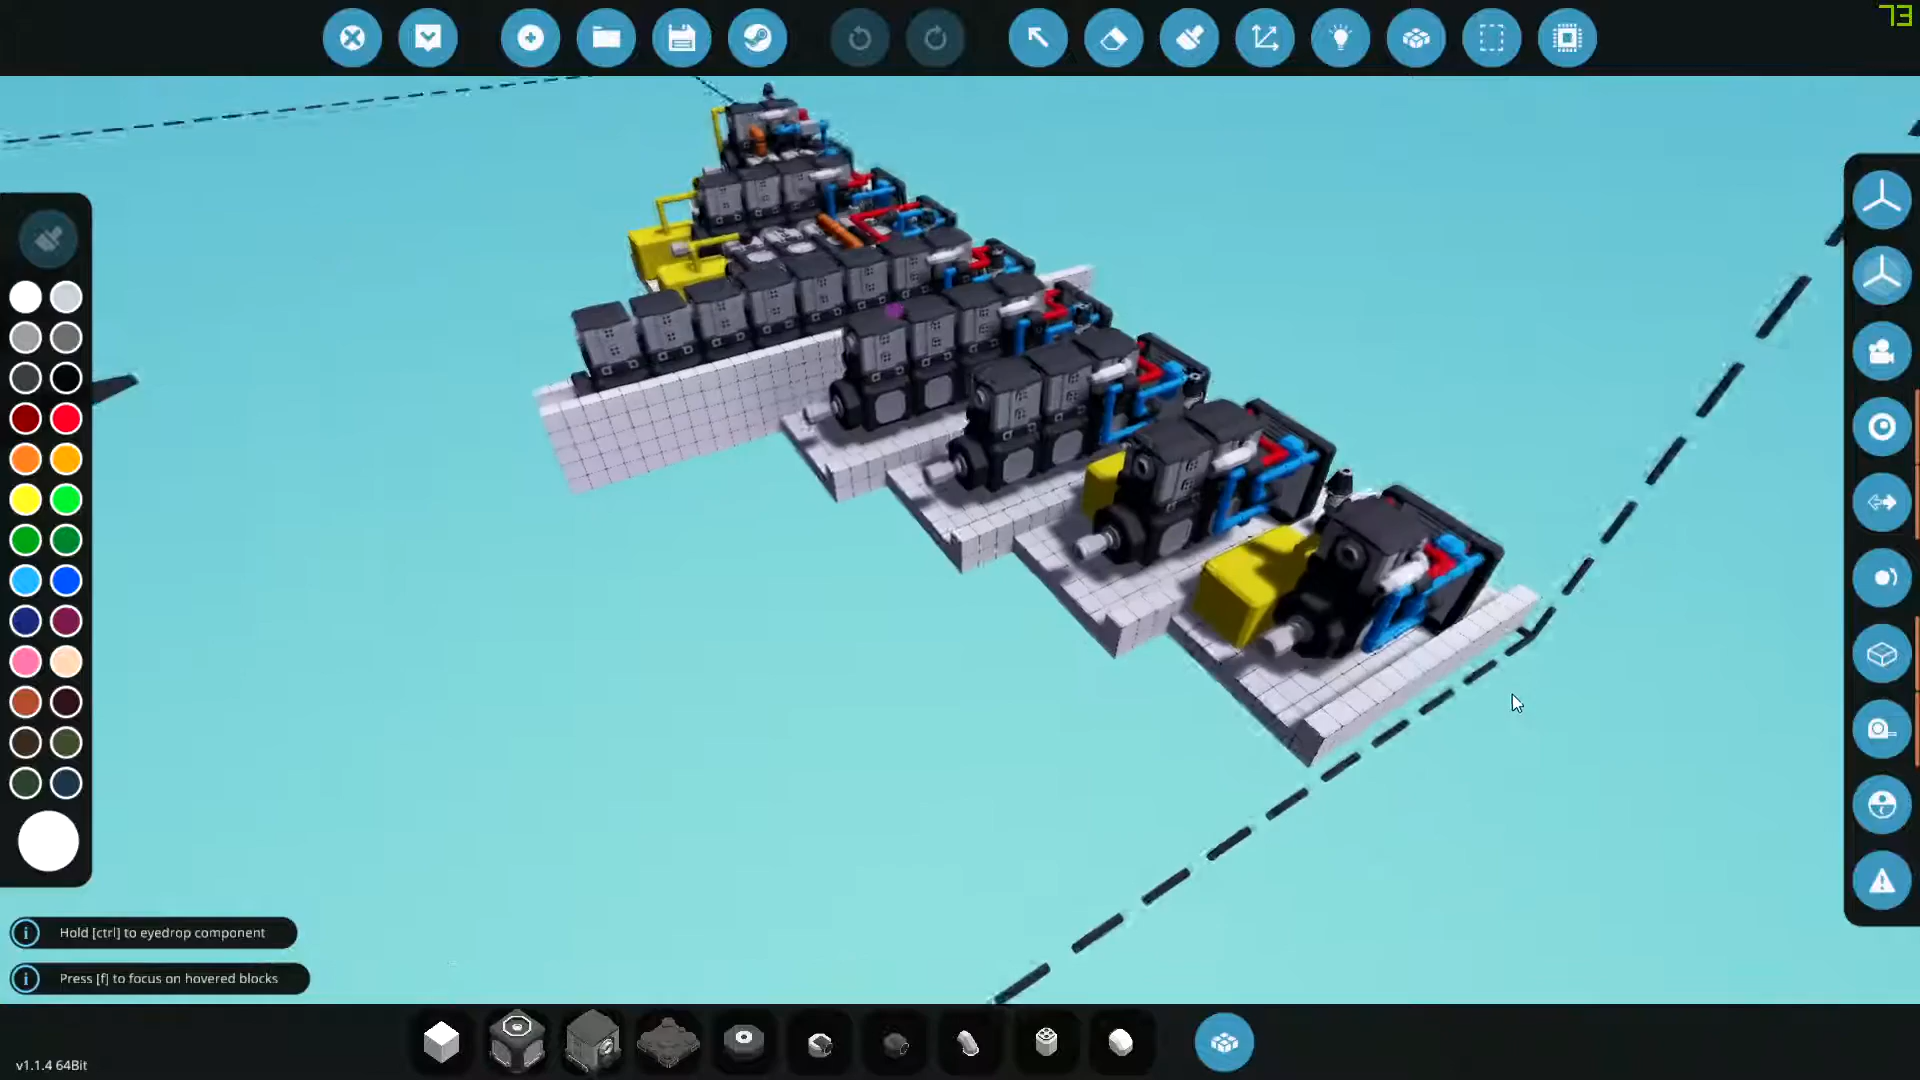 73
Hold [ctrl] to eyedrop component
Press [f] to focus on hovered blocks
v1.1.4 64Bit